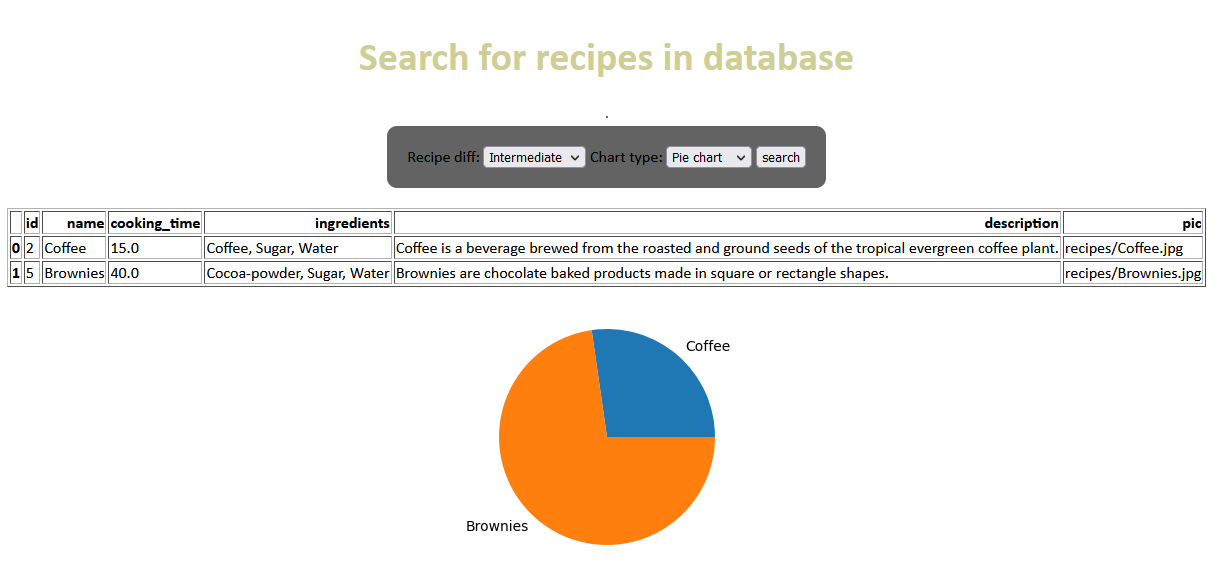 Search for recipes in database
.
Recipe diff: Intermediate Chart type: Pie chart search
id name cooking_time ingredients description pic
0 2 Coffee 15.0 Coffee, Sugar, Water Coffee is a beverage brewed from the roasted and ground seeds of the tropical evergreen coffee plant. recipes/Coffee.jpg
1 5 Brownies 40.0 Cocoa-powder, Sugar, Water Brownies are chocolate baked products made in square or rectangle shapes. recipes/Brownies.jpg
Coffee
Brownies